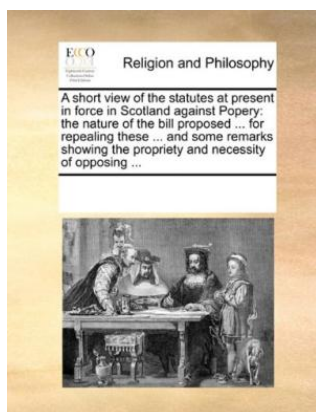 ECCO
Religion and Philosophy
A short view of the statutes at present
in force in Scotland against Popery:
the nature of the bill proposed ... for
repealing these ... and some remarks
showing the propriety and necessity
of opposing ...